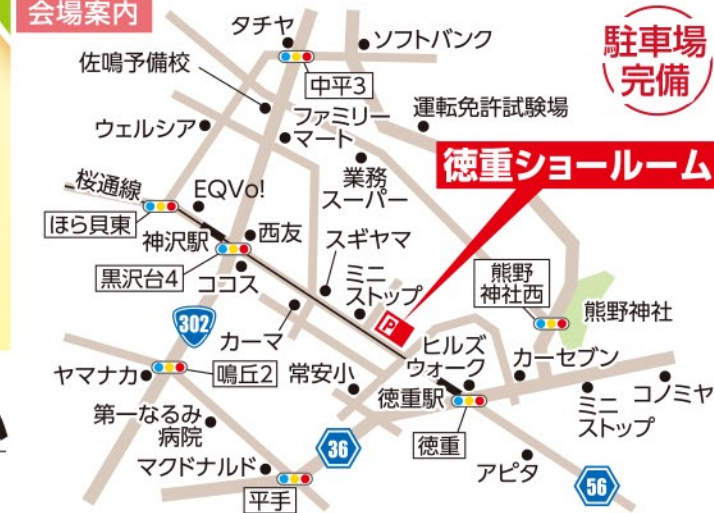 会場案内
タチヤ
ソフトバンク
駐車場
完備
佐鳴予備校
中平3
ファミリー
マート
運転免許試験場
ウェルシア
徳重ショールーム
業務
スーパー
桜通線
EQVo!
ほら貝東
神沢駅
西友
スギヤマ
黒沢台4
ココス
ミニ
ストップ
熊野
神社西
熊野神社
302
カーマ
P
ヒルズ
ウォーク
カーセブン
ヤマナカ
鳴丘2
常安小
徳重駅
コノミヤ
ミニ
ストップ
第一なるみ
病院
36
徳重
アピタ
マクドナルド
平手
56